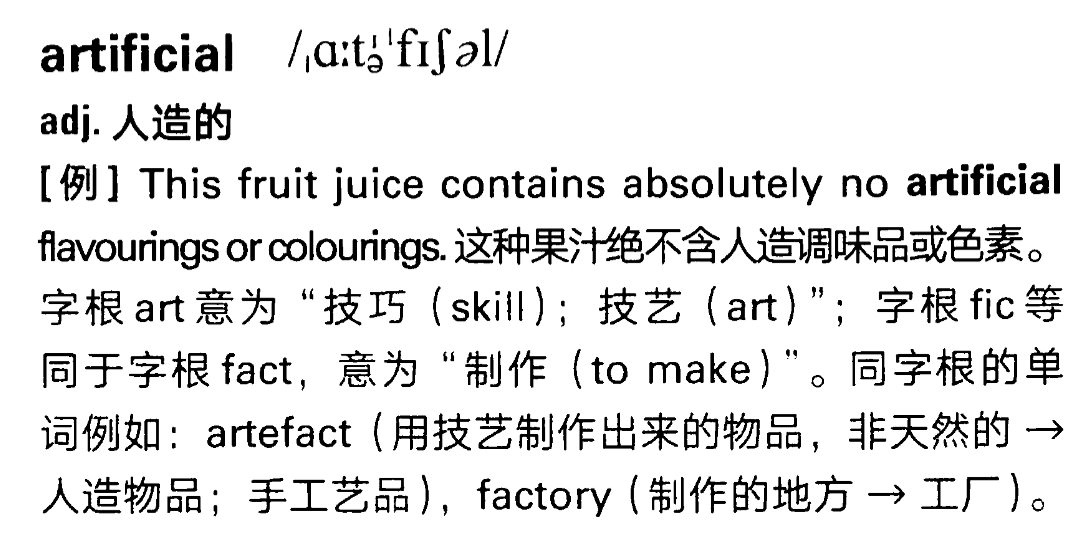 artificial /ˌɑːtɪ̵ə̩ˈfɪʃəl/
adj. 人造的
[例] This fruit juice contains absolutely no artificial
flavourings or colourings. 这种果汁绝不含人造调味品或色素。
字根 art 意为“技巧（skill）；技艺（art）”；字根 fic 等
同于字根 fact，意为“制作（to make）”。同字根的单
词例如：artefact（用技艺制作出来的物品，非天然的 →
人造物品；手工艺品），factory（制作的地方 → 工厂）。